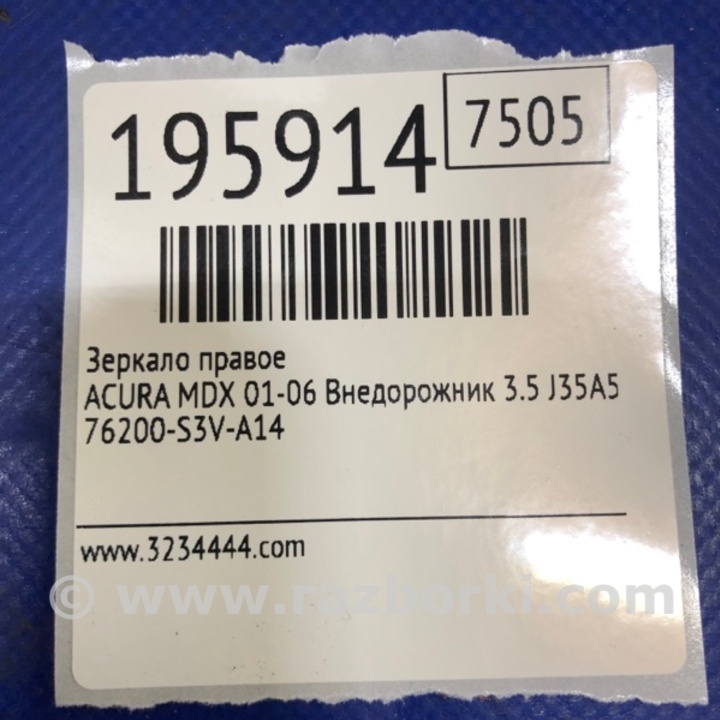 195914
7505
Зеркало правое
ACURA MDX 01-06 Внедорожник 3.5 J35A5
76200-S3V-A14
www.3234444.com
© www.razborki.com